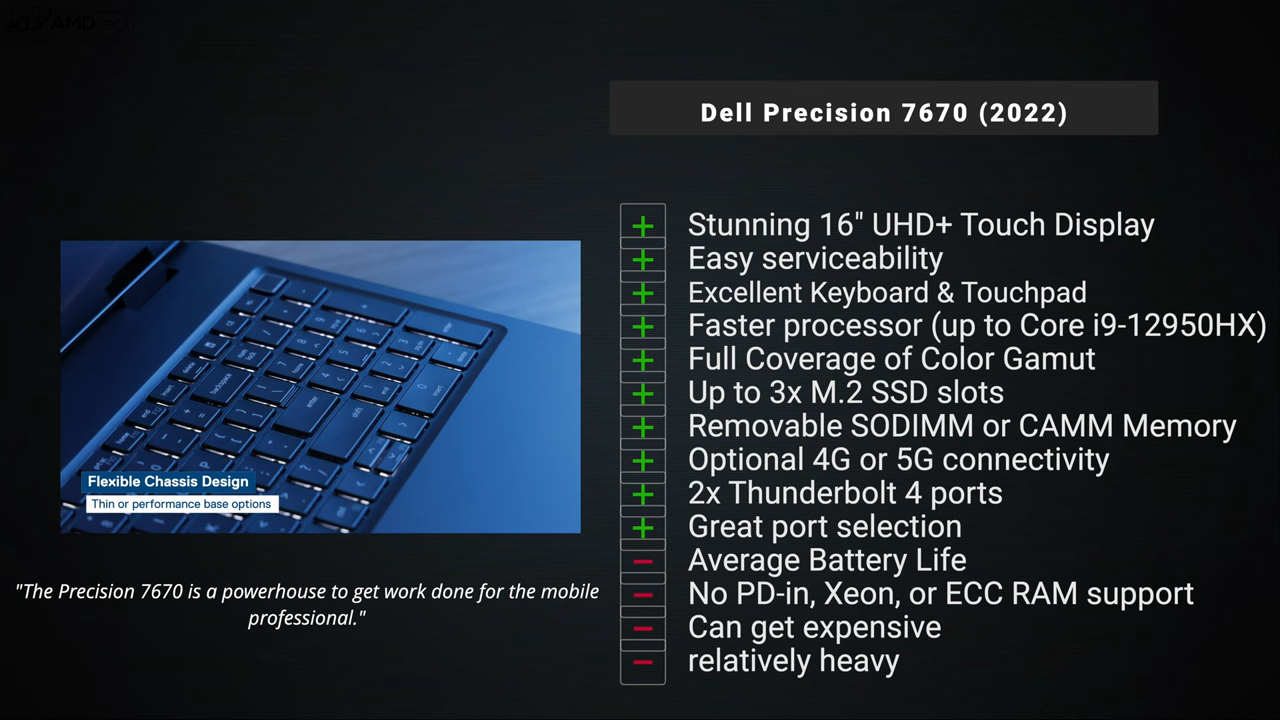 AMDtech
Dell Precision 7670 (2022)
Stunning 16" UHD+ Touch Display
Easy serviceability
Excellent Keyboard & Touchpad
Faster processor (up to Core i9-12950HX)
Full Coverage of Color Gamut
Up to 3x M.2 SSD slots
Removable SODIMM or CAMM Memory
Optional 4G or 5G connectivity
2x Thunderbolt 4 ports
Great port selection
Average Battery Life
No PD-in, Xeon, or ECC RAM support
Can get expensive
relatively heavy
Flexible Chassis Design
Thin or performance base options
"The Precision 7670 is a powerhouse to get work done for the mobile
professional."